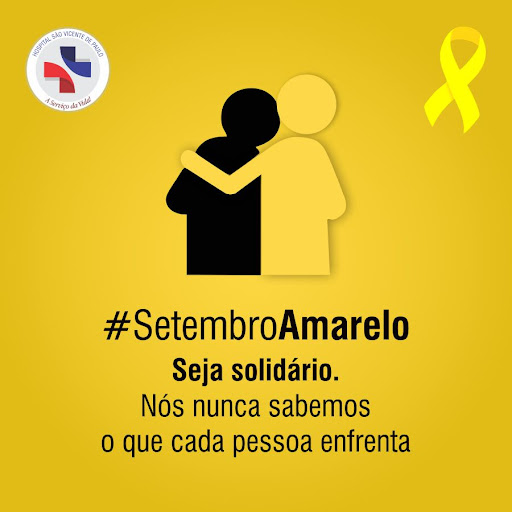 HOSPITAL SÃO VICENTE DE PAULO
A Serviço da Vida!
#SetembroAmarelo
Seja solidário.
Nós nunca sabemos
o que cada pessoa enfrenta